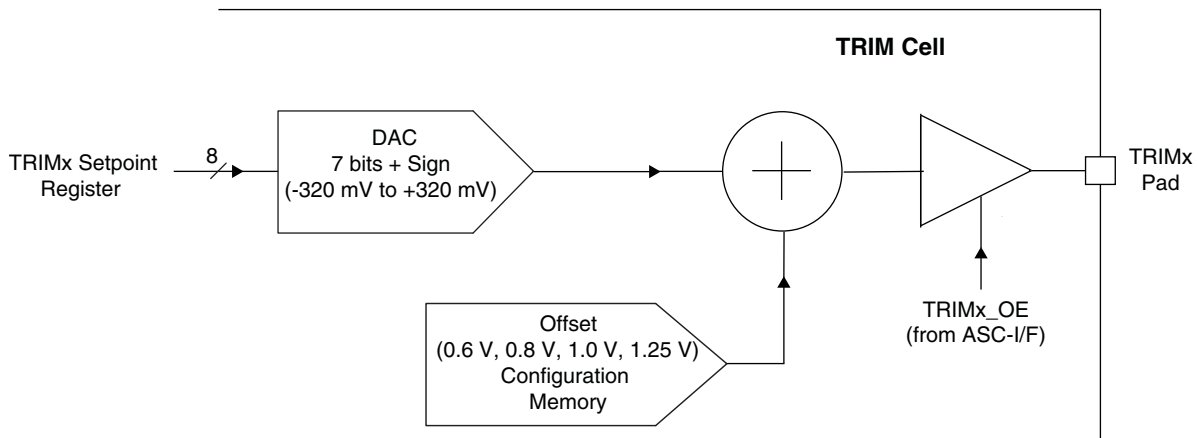 TRIM Cell
8
TRIMx Setpoint
Register
DAC
7 bits + Sign
(-320 mV to +320 mV)
TRIMx
Pad
Offset
(0.6 V, 0.8 V, 1.0 V, 1.25 V)
Configuration
Memory
TRIMx_OE
(from ASC-I/F)